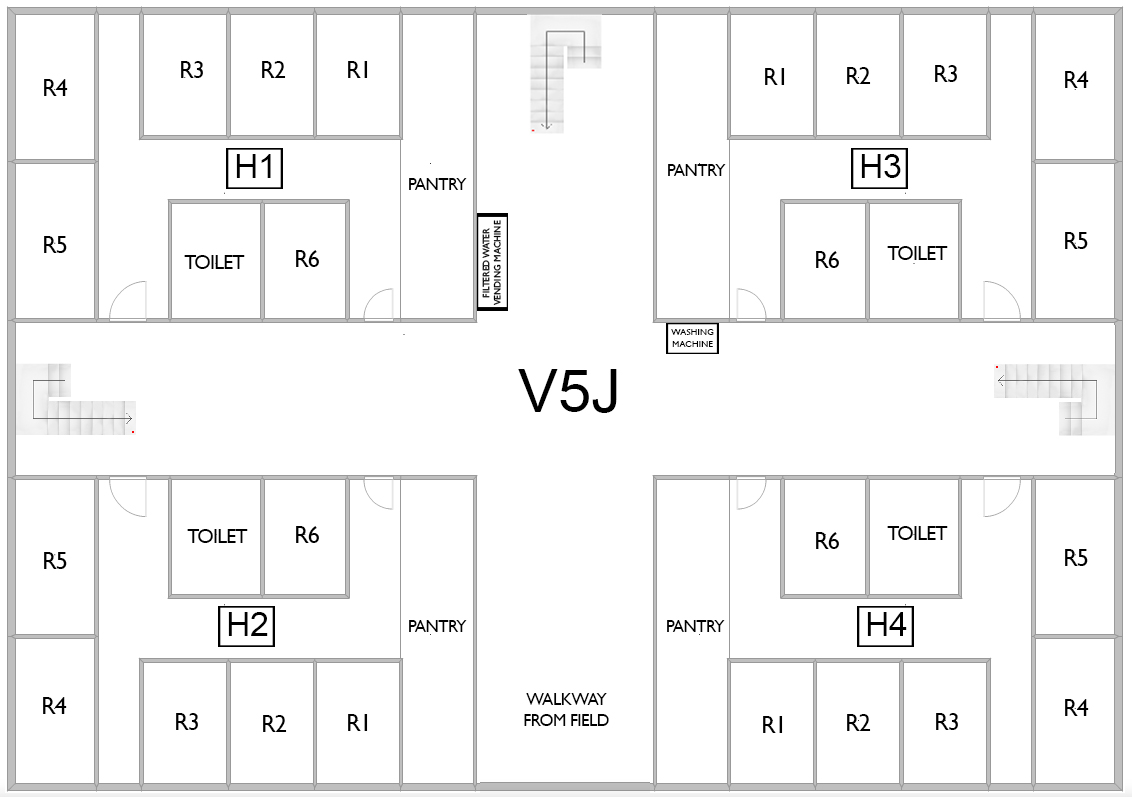 R4
R3
R2
R1
H1
PANTRY
R5
TOILET
R6
FILTERED WATER
VENDING MACHINE
R1
R2
R3
R4
PANTRY
H3
R6
TOILET
R5
WASHING
MACHINE
V5J
R5
TOILET
R6
H2
PANTRY
R4
R3
R2
R1
WALKWAY
FROM FIELD
R6
TOILET
R5
PANTRY
H4
R1
R2
R3
R4